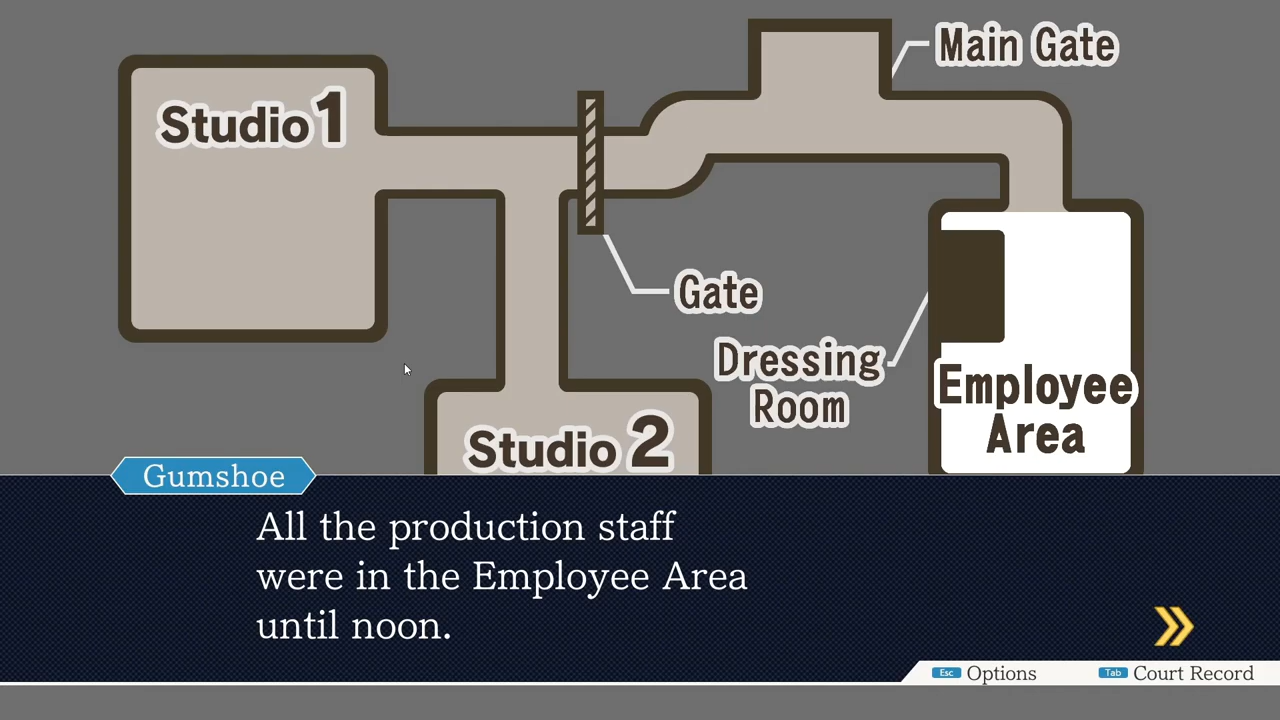 Main Gate
Studio 1
Gate
Dressing
Room
Employee
Area
Studio 2
Gumshoe
All the production staff
were in the Employee Area
until noon.
Esc Options
Tab Court Record